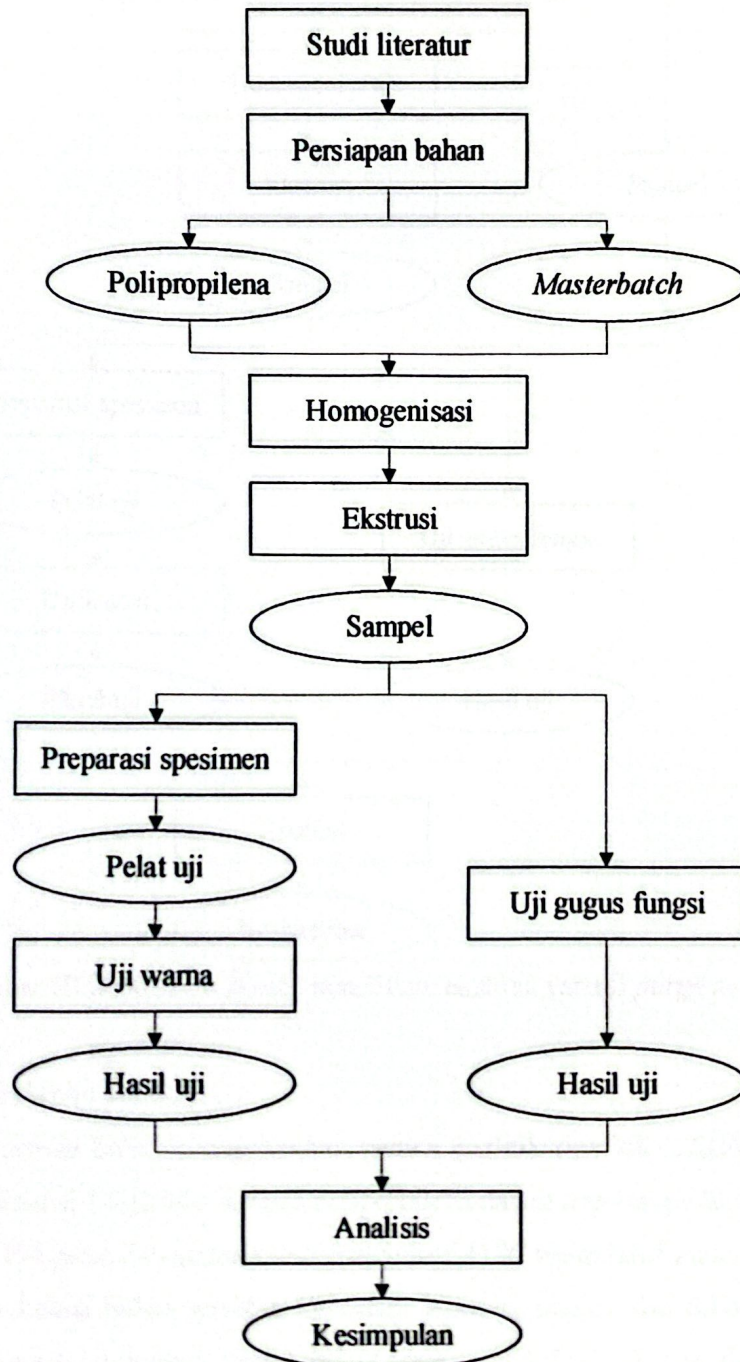 Studi literatur
Persiapan bahan
Polipropilena
Masterbatch
Homogenisasi
Ekstrusi
Sampel
Preparasi spesimen
Pelat uji
Uji gugus fungsi
Uji warna
Hasil uji
Hasil uji
Analisis
Kesimpulan